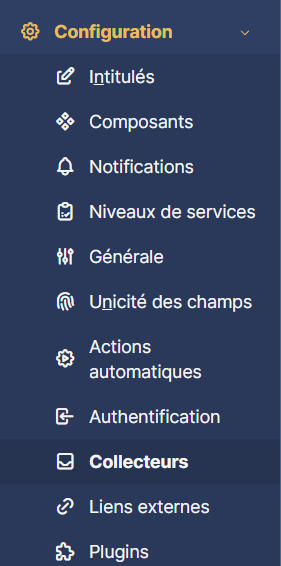 Configuration
Intitulés
Composants
Notifications
Niveaux de services
Générale
Unicité des champs
Actions
automatiques
Authentification
Collecteurs
Liens externes
Plugins